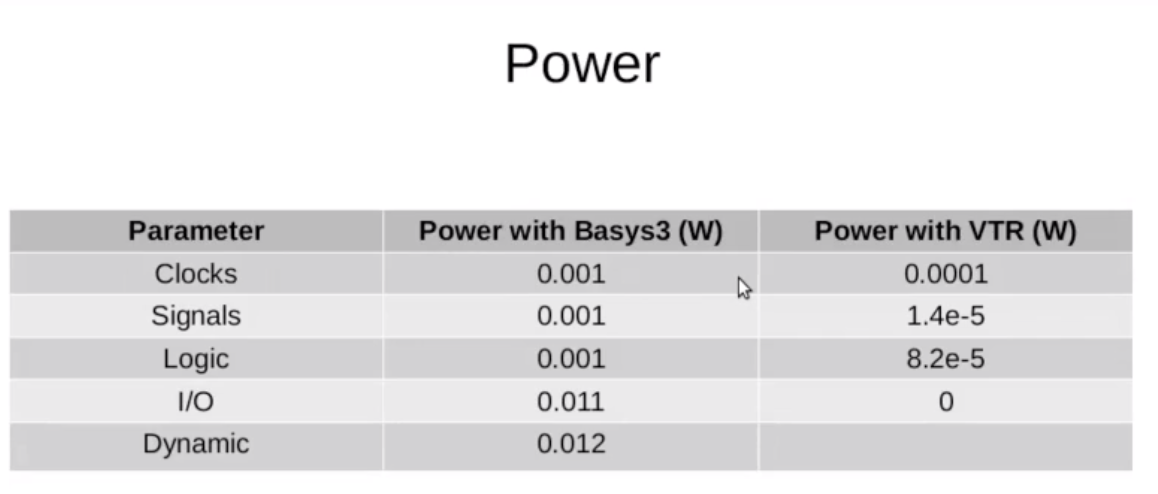 Power
Parameter Power with Basys3 (W) Power with VTR (W)
Clocks 0.001 0.0001
Signals 0.001 1.4e-5
Logic 0.001 8.2e-5
I/O 0.011 0
Dynamic 0.012